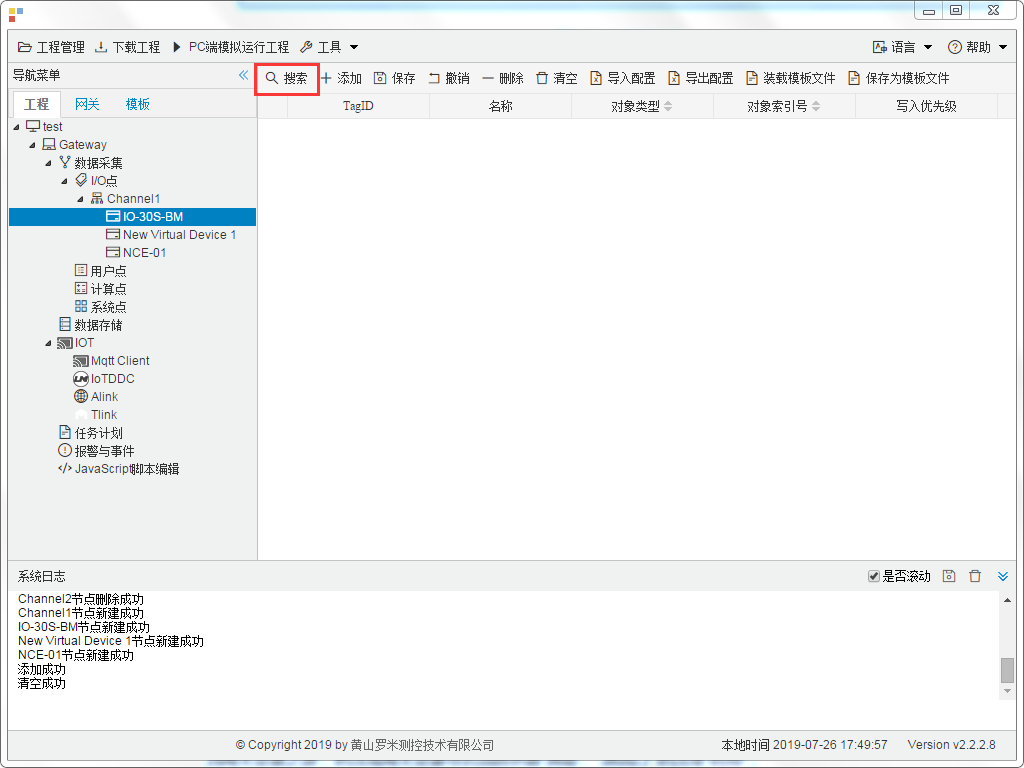 工程管理 下载工程 PC端模拟运行工程 工具 语言 帮助
导航菜单
搜索 添加 保存 撤销 删除 清空 导入配置 导出配置 装载模板文件 保存为模板文件
工程 网关 模板
TagID 名称 对象类型 对象索引号 写入优先级
test
Gateway
数据采集
I/O点
Channel1
IO-30S-BM
New Virtual Device 1
NCE-01
用户点
计算点
系统点
数据存储
IOT
Mqtt Client
IoTDDC
Alink
Tlink
任务计划
报警与事件
JavaScript脚本编辑
系统日志 是否滚动
Channel2节点删除成功
Channel1节点新建成功
IO-30S-BM节点新建成功
New Virtual Device 1节点新建成功
NCE-01节点新建成功
添加成功
清空成功
© Copyright 2019 by 黄山罗米测控技术有限公司 本地时间 2019-07-26 17:49:57 Version v2.2.2.8